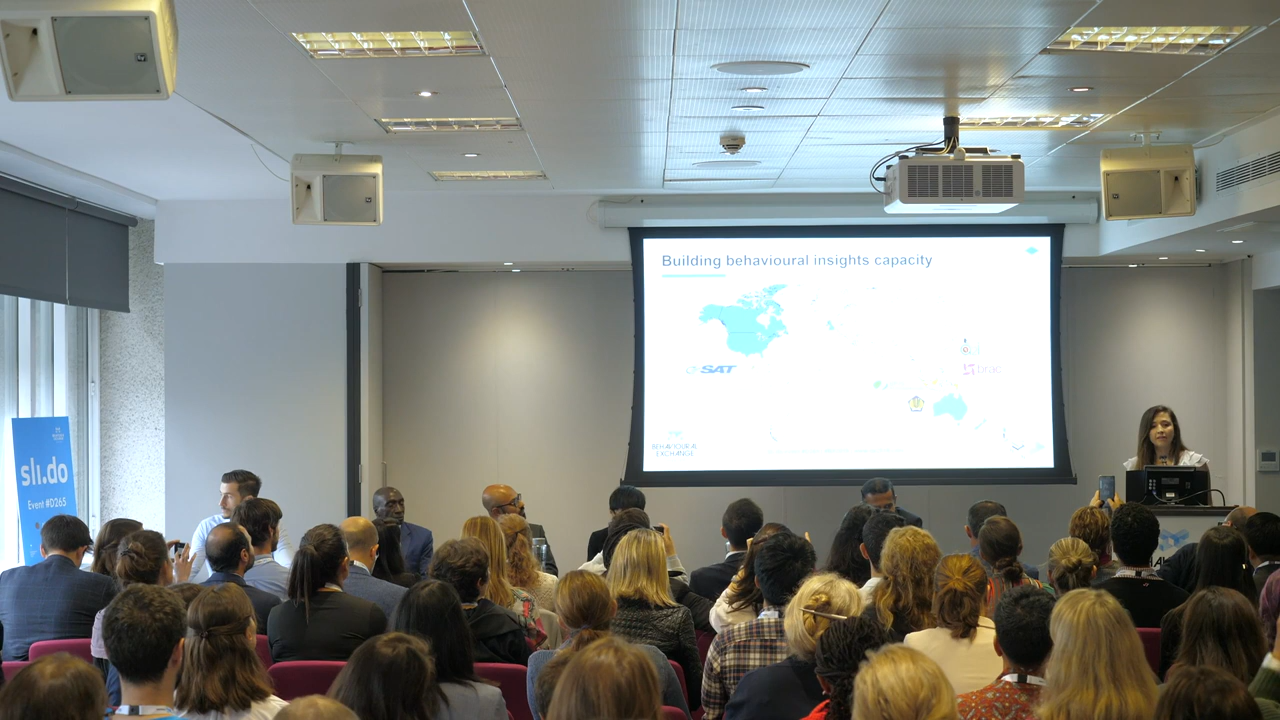 Building behavioural insights capacity
SAT
brac
BEHAVIOURAL
EXCHANGE
sli.do
Event #D265